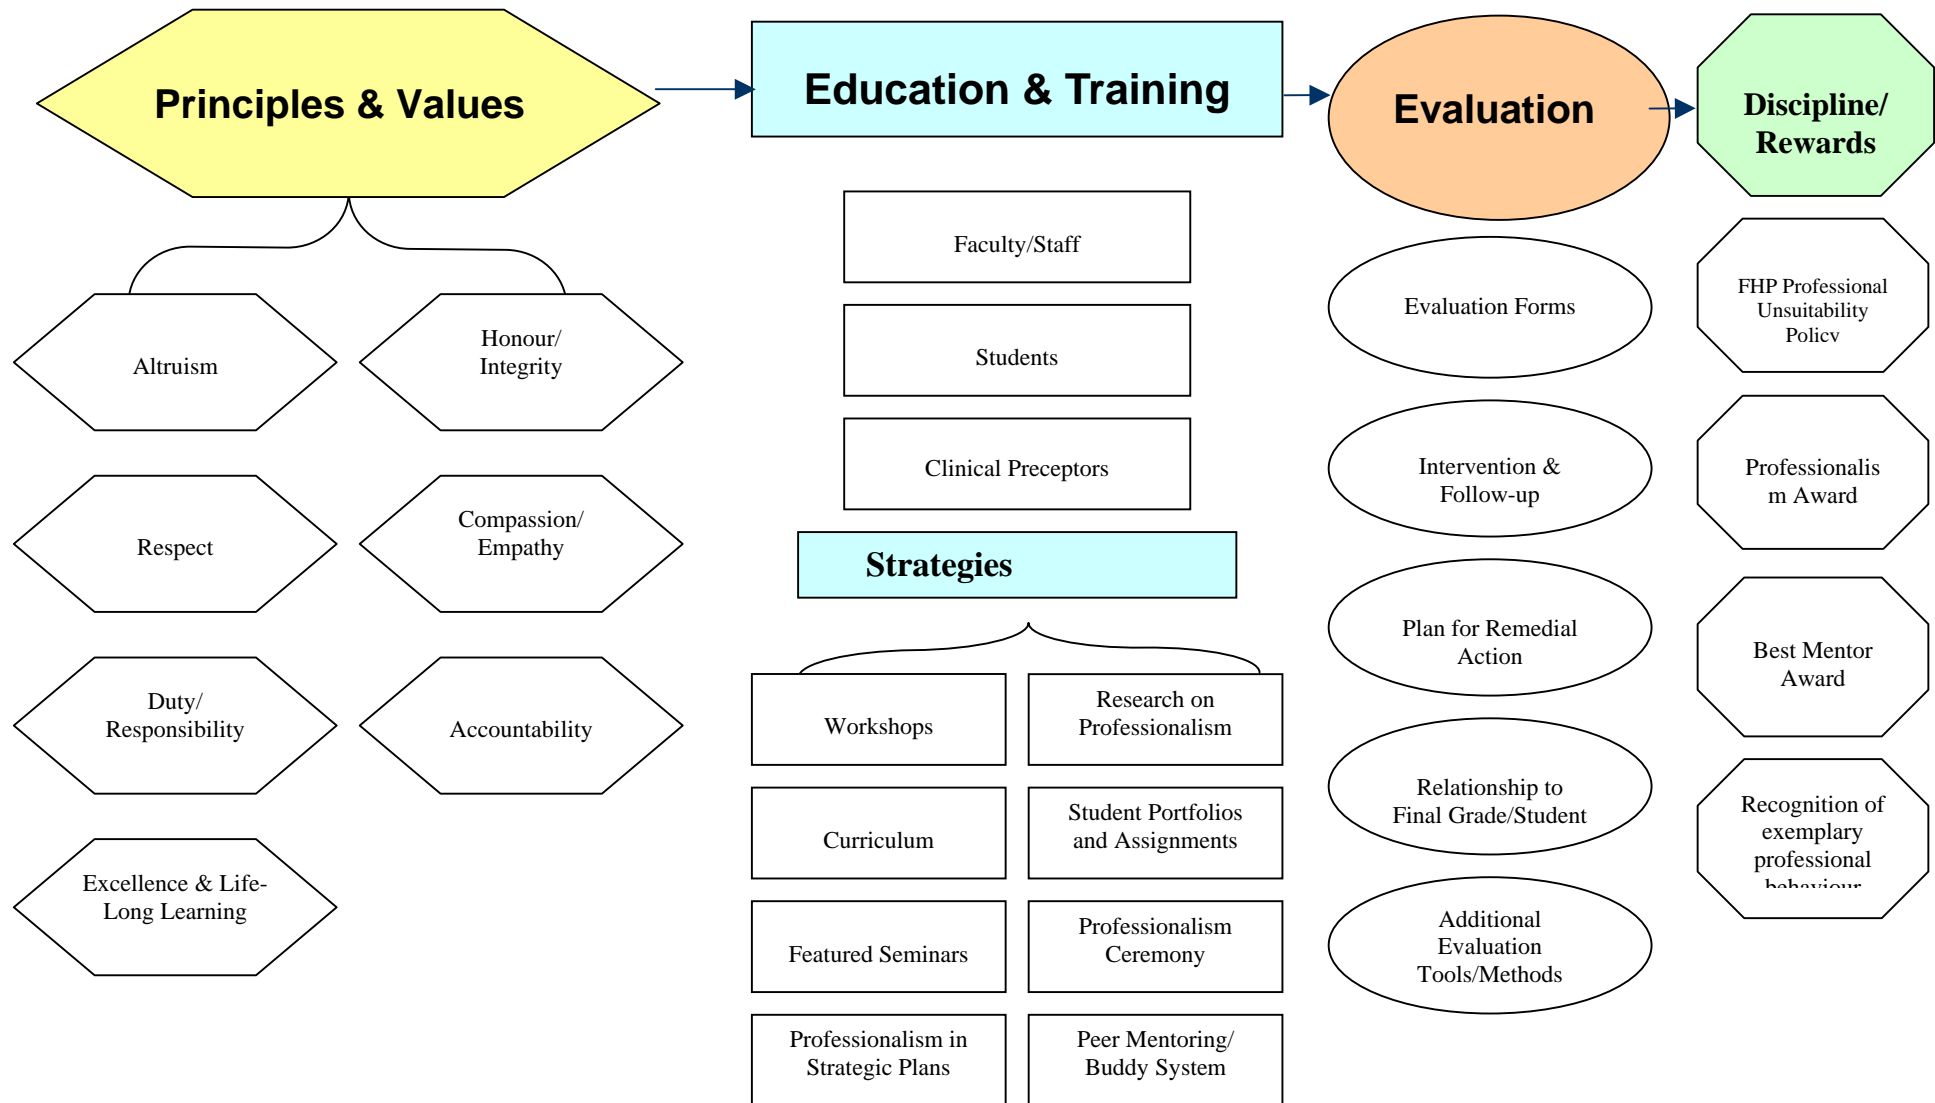 Principles & Values
Education & Training
Evaluation
Discipline/
Rewards
Altruism
Honour/
Integrity
Respect
Compassion/
Empathy
Duty/
Responsibility
Accountability
Excellence & Life-
Long Learning
Faculty/Staff
Students
Clinical Preceptors
Strategies
Workshops
Research on
Professionalism
Curriculum
Student Portfolios
and Assignments
Featured Seminars
Professionalism
Ceremony
Professionalism in
Strategic Plans
Peer Mentoring/
Buddy System
Evaluation Forms
Intervention &
Follow-up
Plan for Remedial
Action
Relationship to
Final Grade/Student
Additional
Evaluation
Tools/Methods
FHP Professional
Unsuitability
Policy
Professionalis
m Award
Best Mentor
Award
Recognition of
exemplary
professional
behaviour